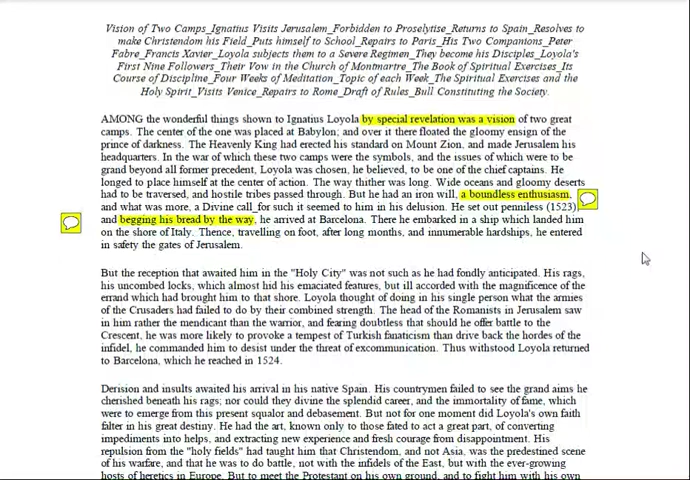 Vision of Two Camps_Ignatius Visits Jerusalem_Forbidden to Proselytise_Returns to Spain_Resolves to
make Christendom his Field_Puts himself to School_Repairs to Paris_His Two Companions_Peter
Fabre_Francis Xavier_Loyola subjects them to a Severe Regimen_They become his Disciples_Loyola's
First Nine Followers_Their Vow in the Church of Montmartre_The Book of Spiritual Exercises_Its
Course of Discipline_Four Weeks of Meditation_Topic of each Week_The Spiritual Exercises and the
Holy Spirit_Visits Venice_Repairs to Rome_Draft of Rules_Bull Constituting the Society.
AMONG the wonderful things shown to Ignatius Loyola by special revelation was a vision of two great
camps. The center of the one was placed at Babylon; and over it there floated the gloomy ensign of the
prince of darkness. The Heavenly King had erected his standard on Mount Zion, and made Jerusalem his
headquarters. In the war of which these two camps were the symbols, and the issues of which were to be
grand beyond all former precedent, Loyola was chosen, he believed, to be one of the chief captains. He
longed to place himself at the center of action. The way thither was long. Wide oceans and gloomy deserts
had to be traversed, and hostile tribes passed through. But he had an iron will, a boundless enthusiasm,
and what was more, a Divine call_for such it seemed to him in his delusion. He set out penniless (1523),
and begging his bread by the way, he arrived at Barcelona. There he embarked in a ship which landed him
on the shore of Italy. Thence, travelling on foot, after long months, and innumerable hardships, he entered
in safety the gates of Jerusalem.
But the reception that awaited him in the "Holy City" was not such as he had fondly anticipated. His rags,
his uncombed locks, which almost hid his emaciated features, but ill accorded with the magnificence of the
errand which had brought him to that shore. Loyola thought of doing in his single person what the armies
of the Crusaders had failed to do by their combined strength. The head of the Romanists in Jerusalem saw
in him rather the mendicant than the warrior, and fearing doubtless that should he offer battle to the
Crescent, he was more likely to provoke a tempest of Turkish fanaticism than drive back the hordes of the
infidel, he commanded him to desist under the threat of excommunication. Thus withstood Loyola returned
to Barcelona, which he reached in 1524.
Derision and insults awaited his arrival in his native Spain. His countrymen failed to see the grand aims he
cherished beneath his rags; nor could they divine the splendid career, and the immortality of fame, which
were to emerge from this present squalor and debasement. But not for one moment did Loyola's own faith
falter in his great destiny. He had the art, known only to those fated to act a great part, of converting
impediments into helps, and extracting new experience and fresh courage from disappointment. His
repulsion from the "holy fields" had taught him that Christendom, and not Asia, was the predestined scene
of his warfare, and that he was to do battle, not with the infidels of the East, but with the ever-growing
hosts of heretics in Europe. But to meet the Protestant on his own ground, and to fight him with his own